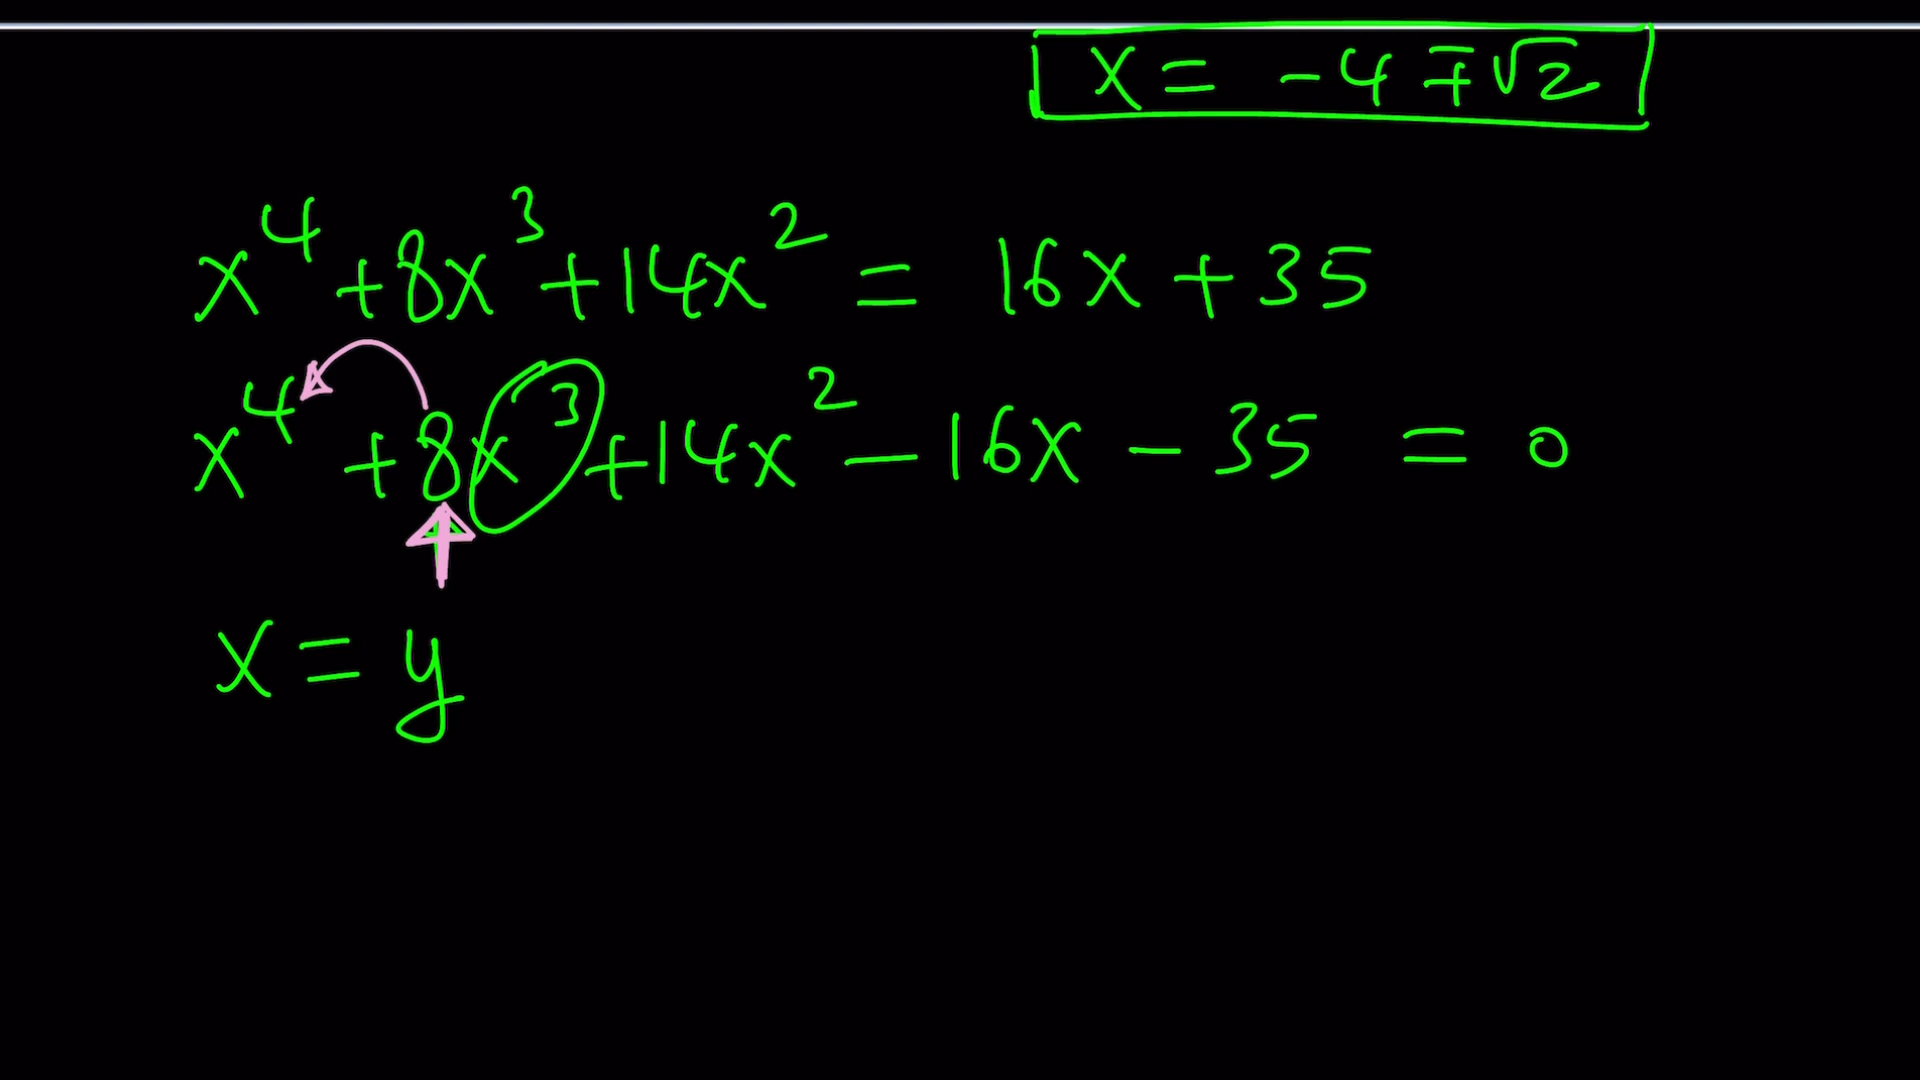 x = -4 ∓ √2
x⁴ + 8x³ + 14x² = 16x + 35
x⁴ + 8x³ + 14x² - 16x - 35 = 0
x = y